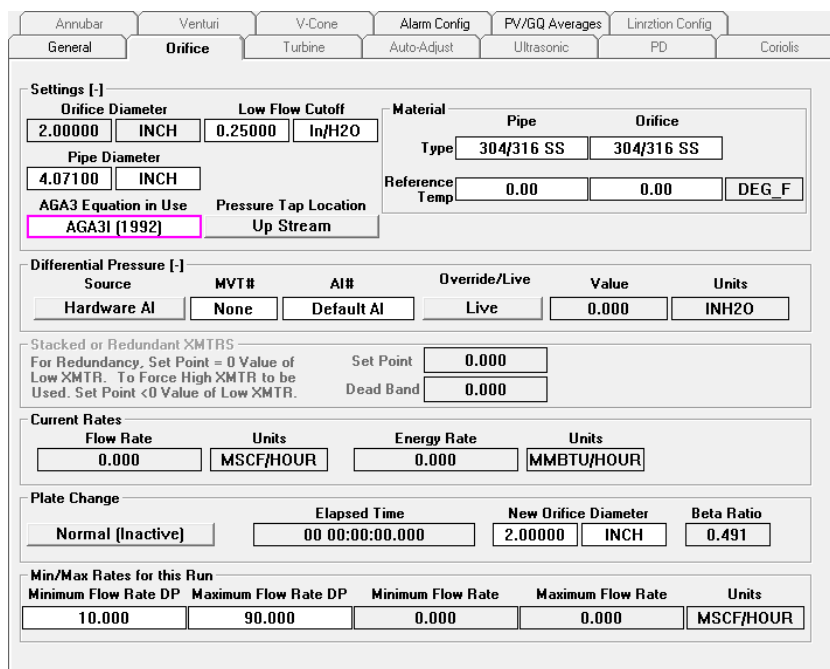 Annubar Venturi V-Cone Alarm Config PV/GQ Averages Linrztion Config
General Orifice Turbine Auto-Adjust Ultrasonic PD Coriolis
Settings [-]
Orifice Diameter Low Flow Cutoff Material
Pipe Orifice
2.00000 INCH 0.25000 In/H2O
Type 304/316 SS 304/316 SS
Pipe Diameter
4.07100 INCH
Reference Temp 0.00 0.00 DEG_F
AGA3 Equation in Use Pressure Tap Location
AGA3I (1992) Up Stream
Differential Pressure [-]
Source MVT# AI# Override/Live Value Units
Hardware AI None Default AI Live 0.000 INH2O
Stacked or Redundant XMTRS
For Redundancy, Set Point = 0 Value of
Low XMTR. To Force High XMTR to be
Used. Set Point <0 Value of Low XMTR.
Set Point 0.000
Dead Band 0.000
Current Rates
Flow Rate Units Energy Rate Units
0.000 MSCF/HOUR 0.000 MMBTU/HOUR
Plate Change
Elapsed Time New Orifice Diameter Beta Ratio
Normal (Inactive) 00 00:00:00.000 2.00000 INCH 0.491
Min/Max Rates for this Run
Minimum Flow Rate DP Maximum Flow Rate DP Minimum Flow Rate Maximum Flow Rate Units
10.000 90.000 0.000 0.000 MSCF/HOUR